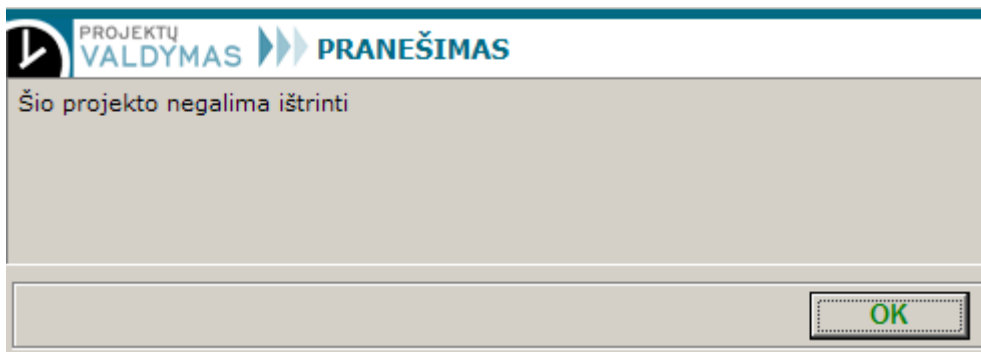 PROJEKTŲ
VALDYMAS PRANEŠIMAS
Šio projekto negalima ištrinti
OK